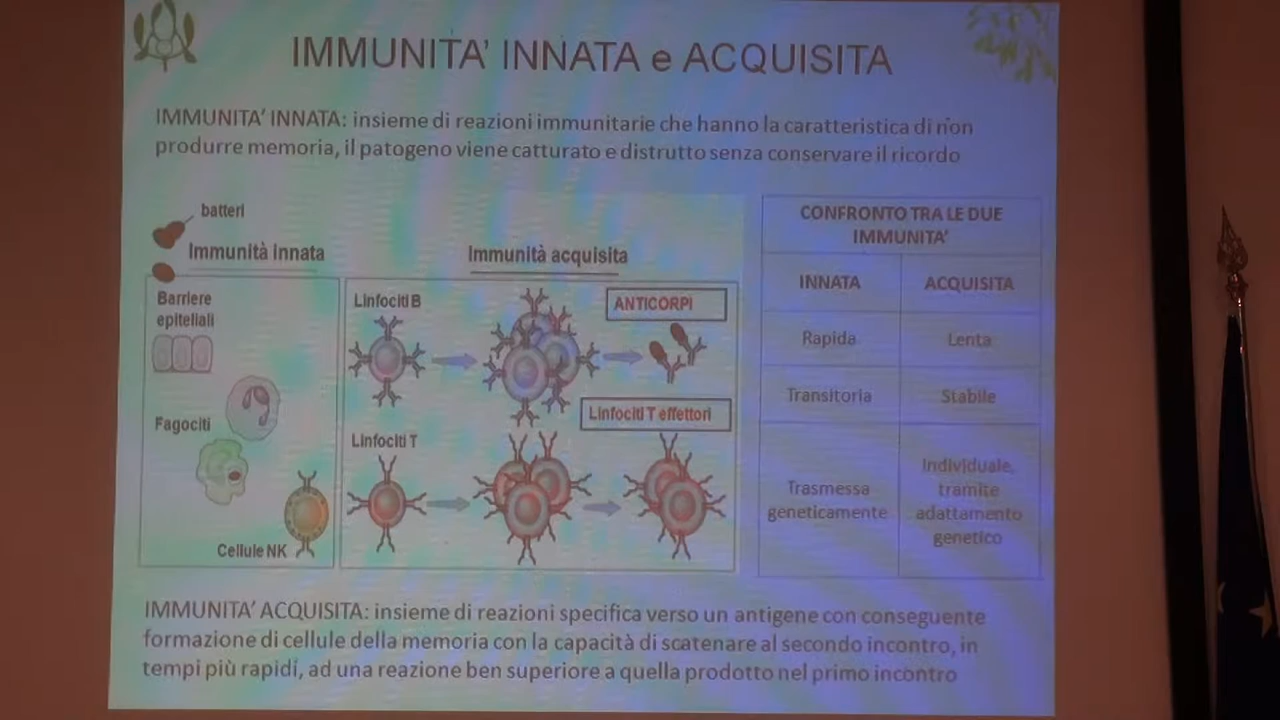 IMMUNITA' INNATA e ACQUISITA
IMMUNITA' INNATA: insieme di reazioni immunitarie che hanno la caratteristica di non
produrre memoria, il patogeno viene catturato e distrutto senza conservare il ricordo
batteri
Immunità innata
Barriere
epiteliali
Fagociti
Cellule NK
Immunità acquisita
Linfociti B
ANTICORPI
Linfociti T effettori
Linfociti T
CONFRONTO TRA LE DUE
IMMUNITA'
INNATA ACQUISITA
Rapida Lenta
Transitoria Stabile
Trasmessa
geneticamente
Individuale,
tramite
adattamento
genetico
IMMUNITA' ACQUISITA: insieme di reazioni specifica verso un antigene con conseguente
formazione di cellule della memoria con la capacità di scatenare al secondo incontro, in
tempi più rapidi, ad una reazione ben superiore a quella prodotto nel primo incontro